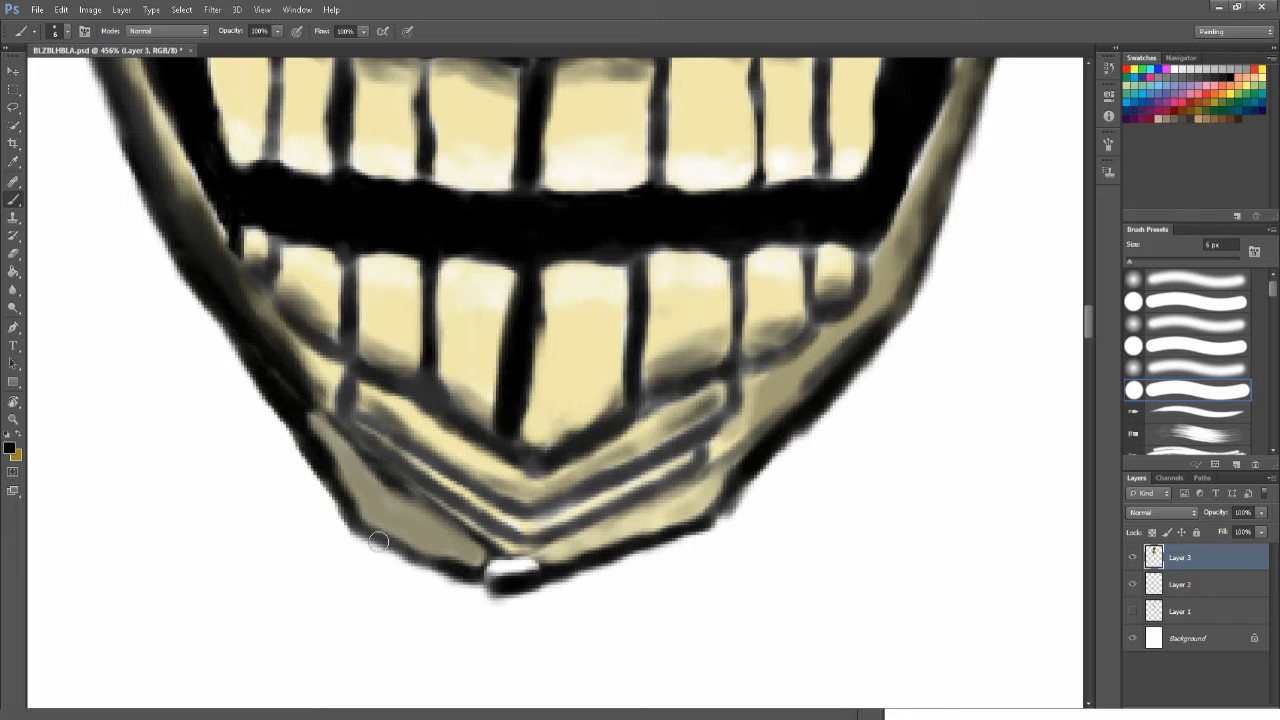 Ps File Edit Image Layer Type Select Filter 3D View Window Help
6 Mode: Normal Opacity: 100% Flow: 100% Painting
BLZBLHBLA.psd @ 456% (Layer 3, RGB/8) * ×
Swatches Navigator
Brush Presets
Size: 6 px
Layers Channels Paths
Kind
Normal Opacity: 100%
Lock: Fill: 100%
Layer 3
Layer 2
Layer 1
Background